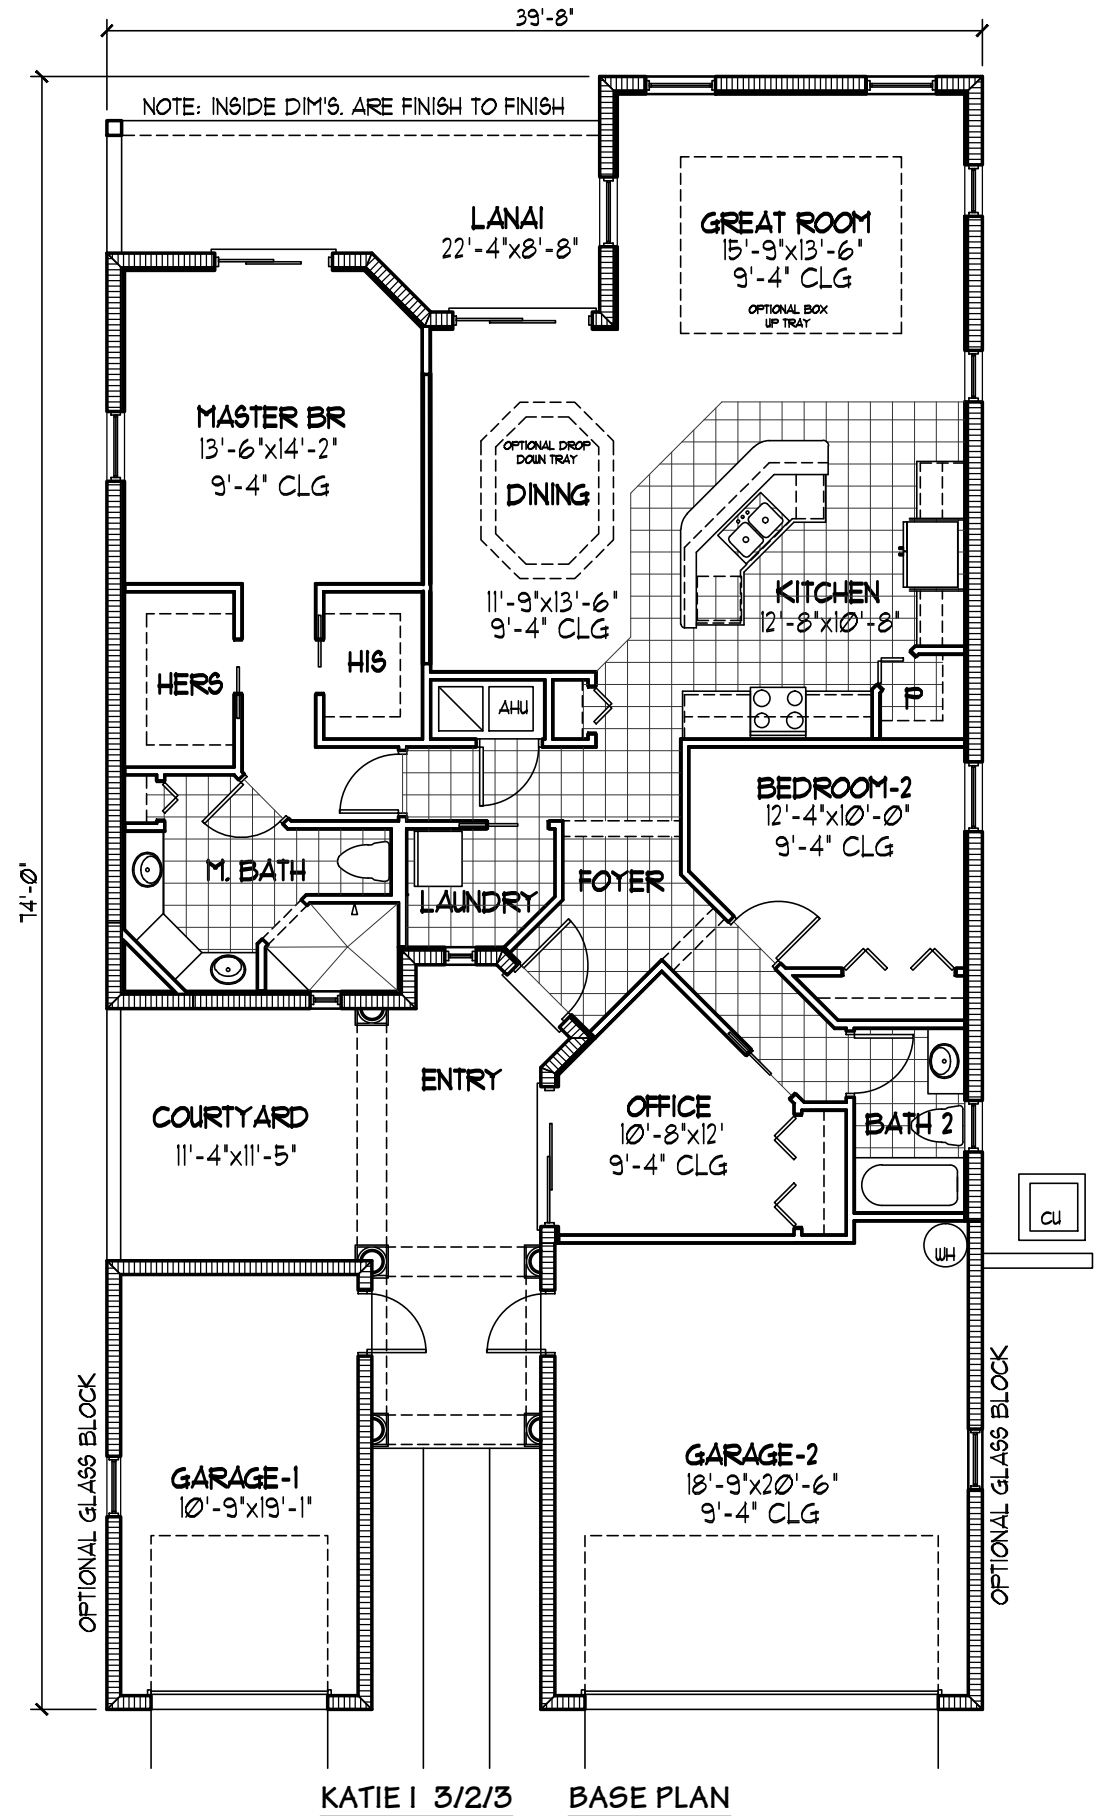 39'-8"
NOTE: INSIDE DIM'S. ARE FINISH TO FINISH
LANAI
22'-4"x8'-8"
GREAT ROOM
15'-9"x13'-6"
9'-4" CLG
OPTIONAL BOX
UP TRAY
MASTER BR
13'-6"x14'-2"
9'-4" CLG
OPTIONAL DROP
DOWN TRAY
DINING
11'-9"x13'-6"
9'-4" CLG
KITCHEN
12'-8"x10'-8"
HERS
HIS
AHU
P
BEDROOM-2
12'-4"x10'-0"
9'-4" CLG
74'-0"
M. BATH
LAUNDRY
FOYER
ENTRY
COURTYARD
11'-4"x11'-5"
OFFICE
10'-8"x12'
9'-4" CLG
BATH 2
CU
WH
OPTIONAL GLASS BLOCK
GARAGE-1
10'-9"x19'-1"
GARAGE-2
18'-9"x20'-6"
9'-4" CLG
OPTIONAL GLASS BLOCK
KATIE I 3/2/3 BASE PLAN